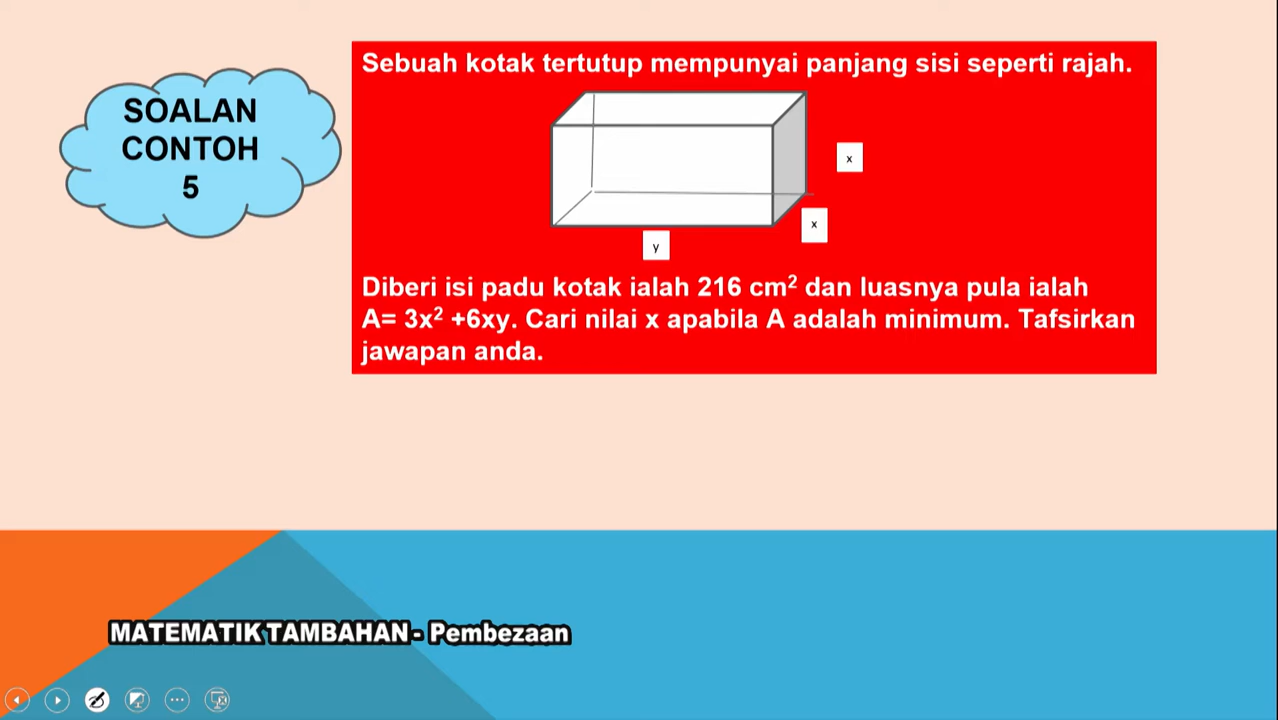 SOALAN
CONTOH
5
Sebuah kotak tertutup mempunyai panjang sisi seperti rajah.
x
x
y
Diberi isi padu kotak ialah 216 cm² dan luasnya pula ialah
A= 3x² +6xy. Cari nilai x apabila A adalah minimum. Tafsirkan
jawapan anda.
MATEMATIK TAMBAHAN - Pembezaan